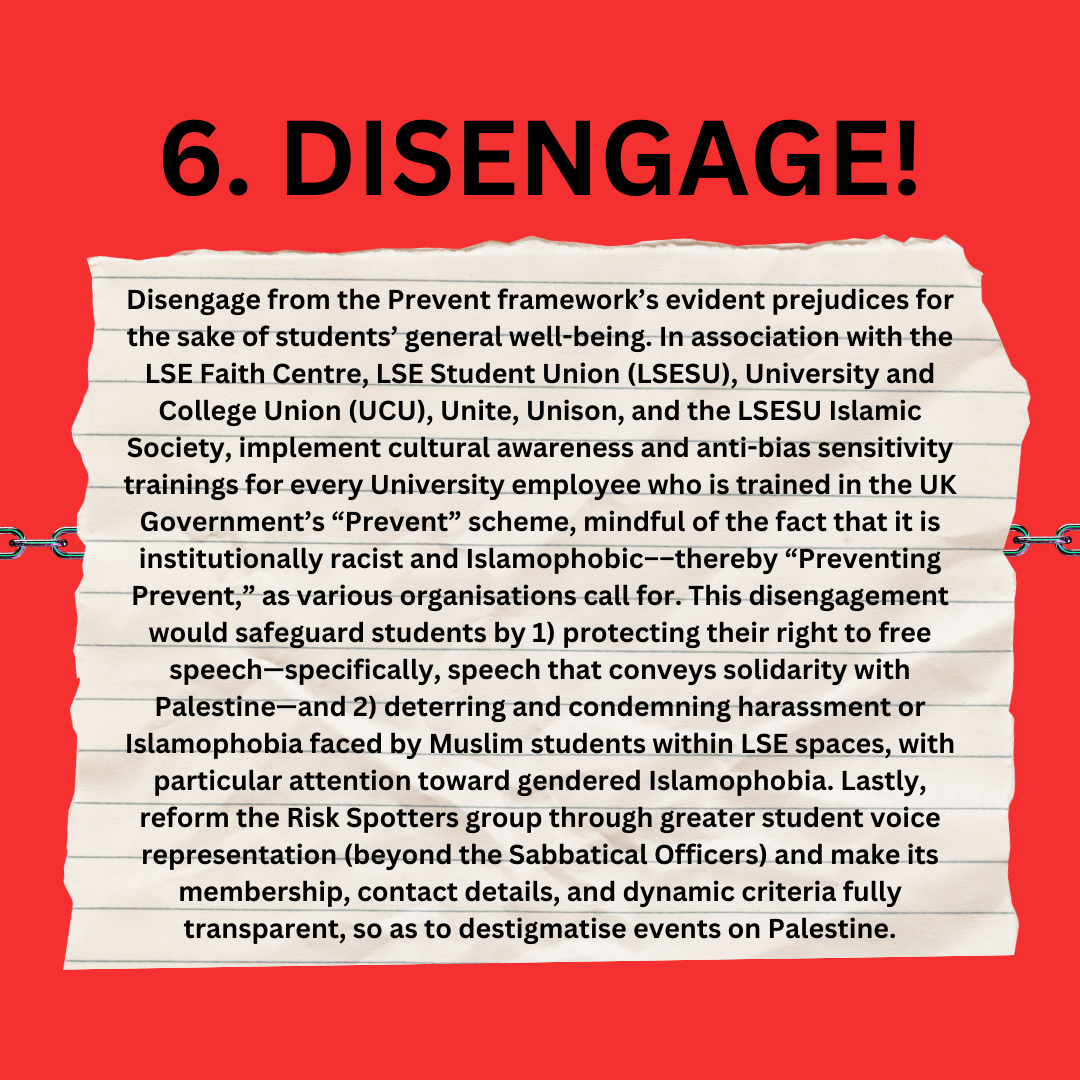 6. DISENGAGE!
Disengage from the Prevent framework’s evident prejudices for
the sake of students’ general well-being. In association with the
LSE Faith Centre, LSE Student Union (LSESU), University and
College Union (UCU), Unite, Unison, and the LSESU Islamic
Society, implement cultural awareness and anti-bias sensitivity
trainings for every University employee who is trained in the UK
Government’s “Prevent” scheme, mindful of the fact that it is
institutionally racist and Islamophobic––thereby “Preventing
Prevent,” as various organisations call for. This disengagement
would safeguard students by 1) protecting their right to free
speech—specifically, speech that conveys solidarity with
Palestine—and 2) deterring and condemning harassment or
Islamophobia faced by Muslim students within LSE spaces, with
particular attention toward gendered Islamophobia. Lastly,
reform the Risk Spotters group through greater student voice
representation (beyond the Sabbatical Officers) and make its
membership, contact details, and dynamic criteria fully
transparent, so as to destigmatise events on Palestine.